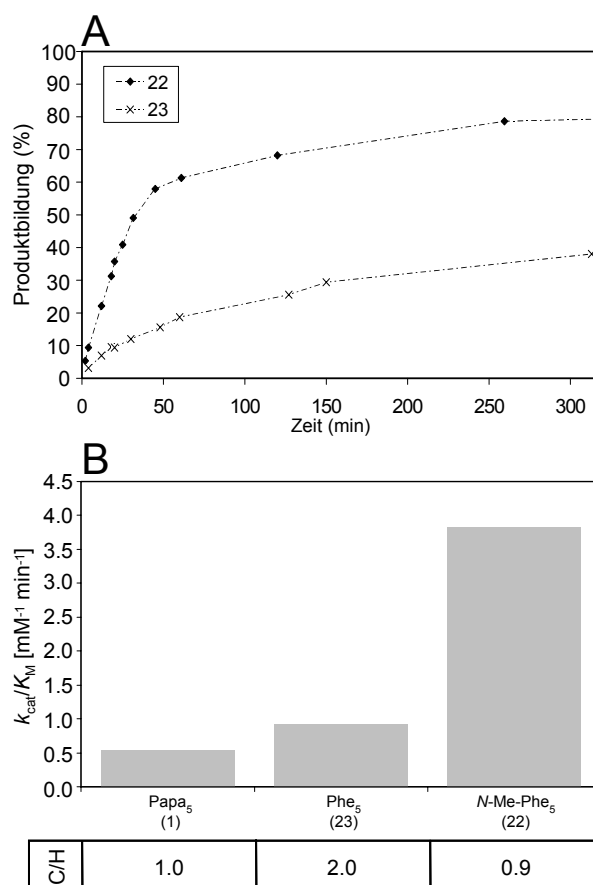 A
100
90
80
70
60
50
40
30
20
10
0
Produktbildung (%)
22
23
0 50 100 150 200 250 300
Zeit (min)
B
4.5
4.0
3.5
3.0
2.5
2.0
1.5
1.0
0.5
0.0
kcat/KM [mM⁻¹ min⁻¹]
Papa₅ Phe₅ N-Me-Phe₅
(1) (23) (22)
C/H 1.0 2.0 0.9